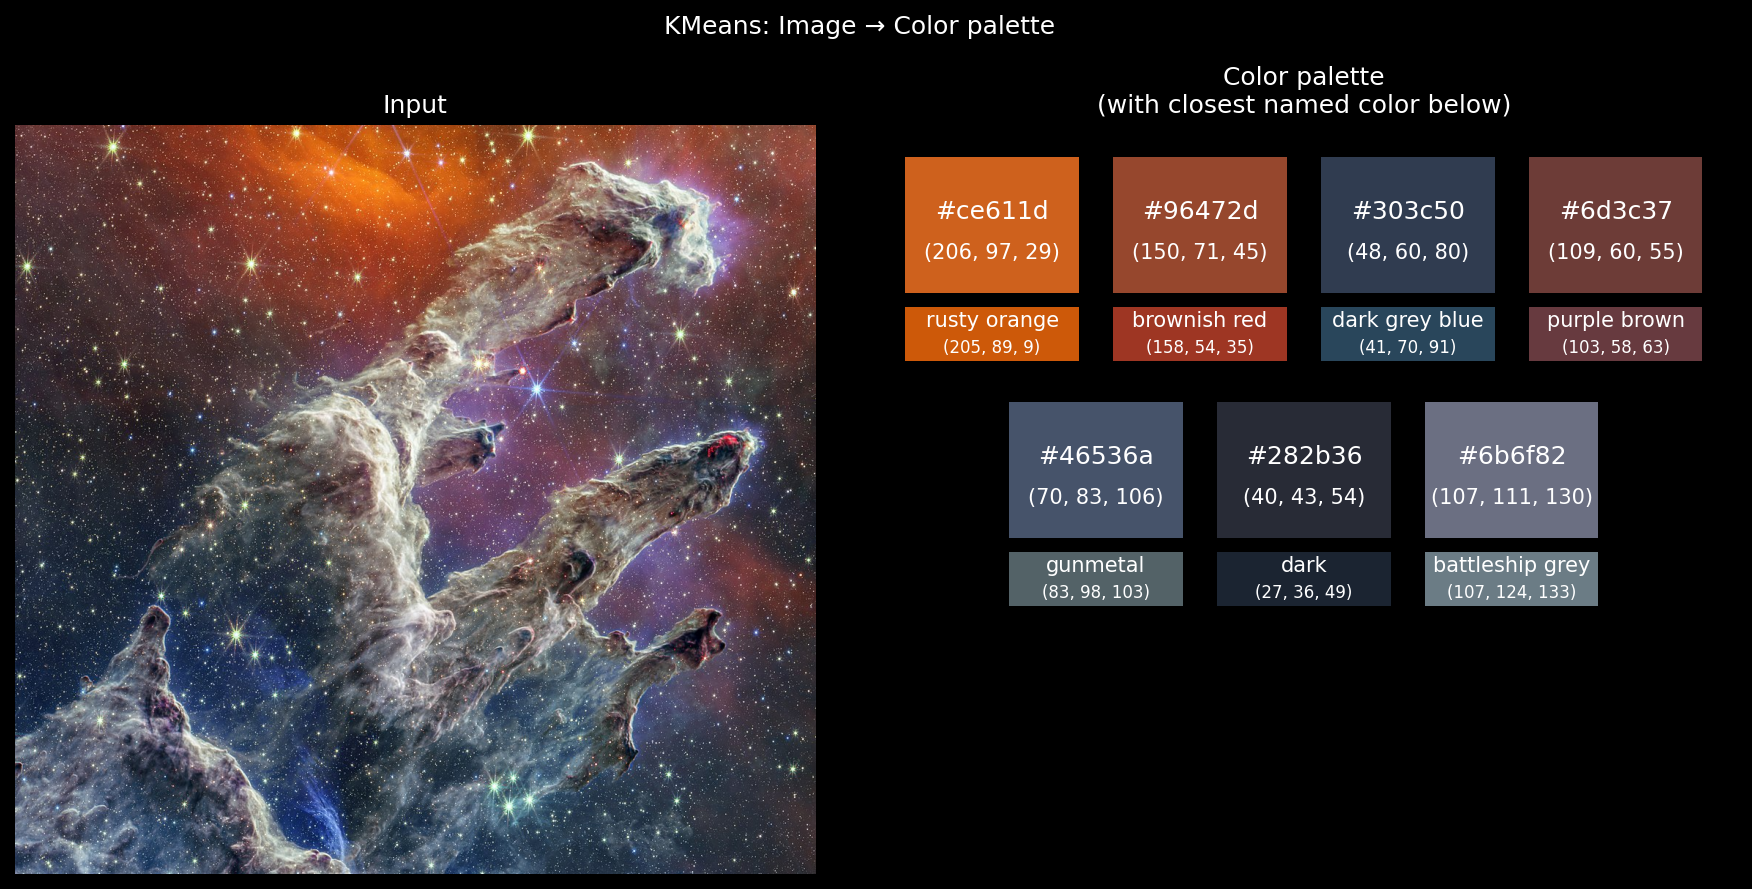 KMeans: Image → Color palette
Input
Color palette
(with closest named color below)
#ce611d
(206, 97, 29)
rusty orange
(205, 89, 9)
#96472d
(150, 71, 45)
brownish red
(158, 54, 35)
#303c50
(48, 60, 80)
dark grey blue
(41, 70, 91)
#6d3c37
(109, 60, 55)
purple brown
(103, 58, 63)
#46536a
(70, 83, 106)
gunmetal
(83, 98, 103)
#282b36
(40, 43, 54)
dark
(27, 36, 49)
#6b6f82
(107, 111, 130)
battleship grey
(107, 124, 133)